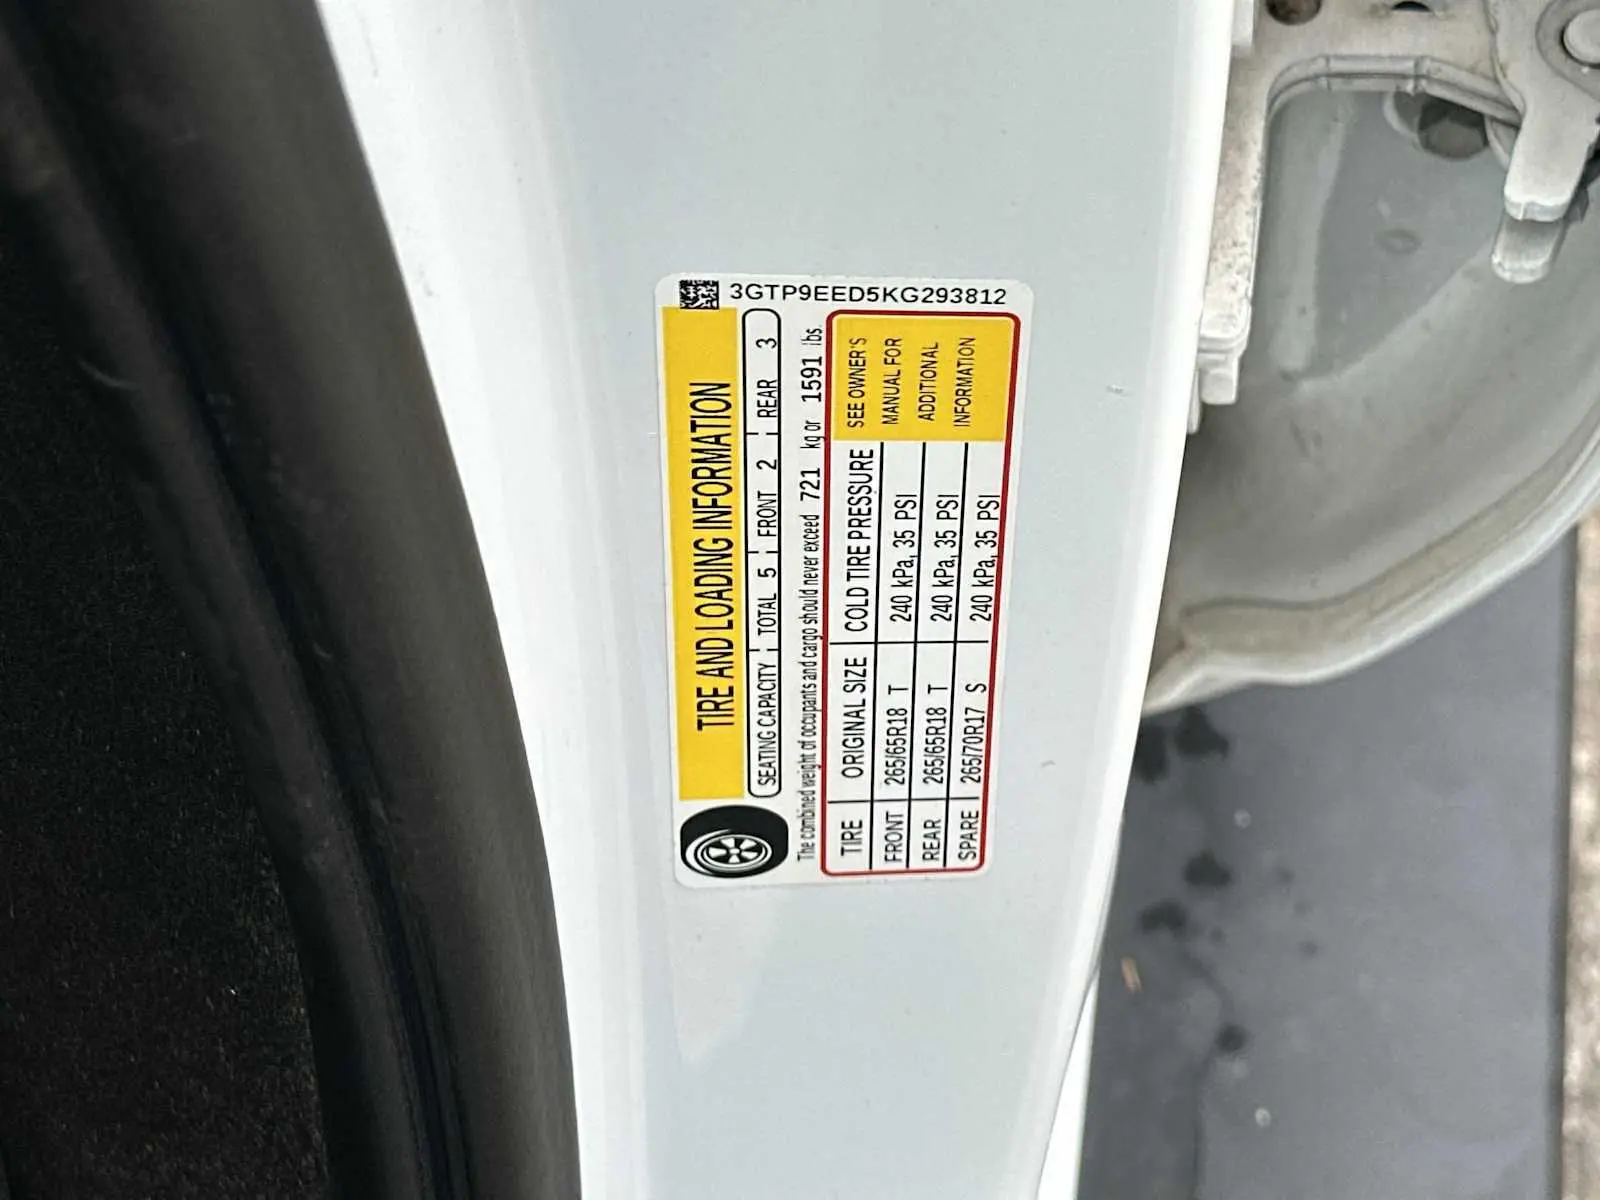 3GTP9EED5KG293812
TIRE AND LOADING INFORMATION
SEATING CAPACITY TOTAL 5 FRONT 2 REAR 3
The combined weight of occupants and cargo should never exceed 721 kg or 1591 lbs.
TIRE ORIGINAL SIZE COLD TIRE PRESSURE
FRONT 265/65R18 T 240 kPa, 35 PSI
REAR 265/65R18 T 240 kPa, 35 PSI
SPARE 265/70R17 S 240 kPa, 35 PSI
SEE OWNER'S
MANUAL FOR
ADDITIONAL
INFORMATION